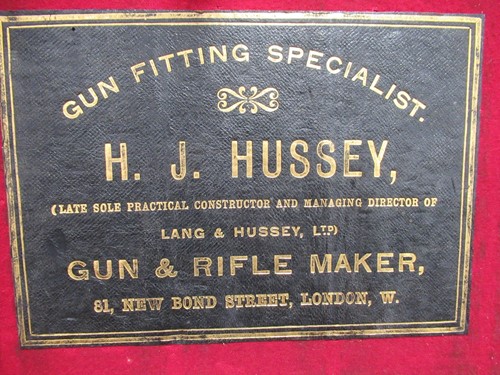 GUN FITTING SPECIALIST.
H. J. HUSSEY,
(LATE SOLE PRACTICAL CONSTRUCTOR AND MANAGING DIRECTOR OF
LANG & HUSSEY, LTD)
GUN & RIFLE MAKER,
81, NEW BOND STREET, LONDON, W.